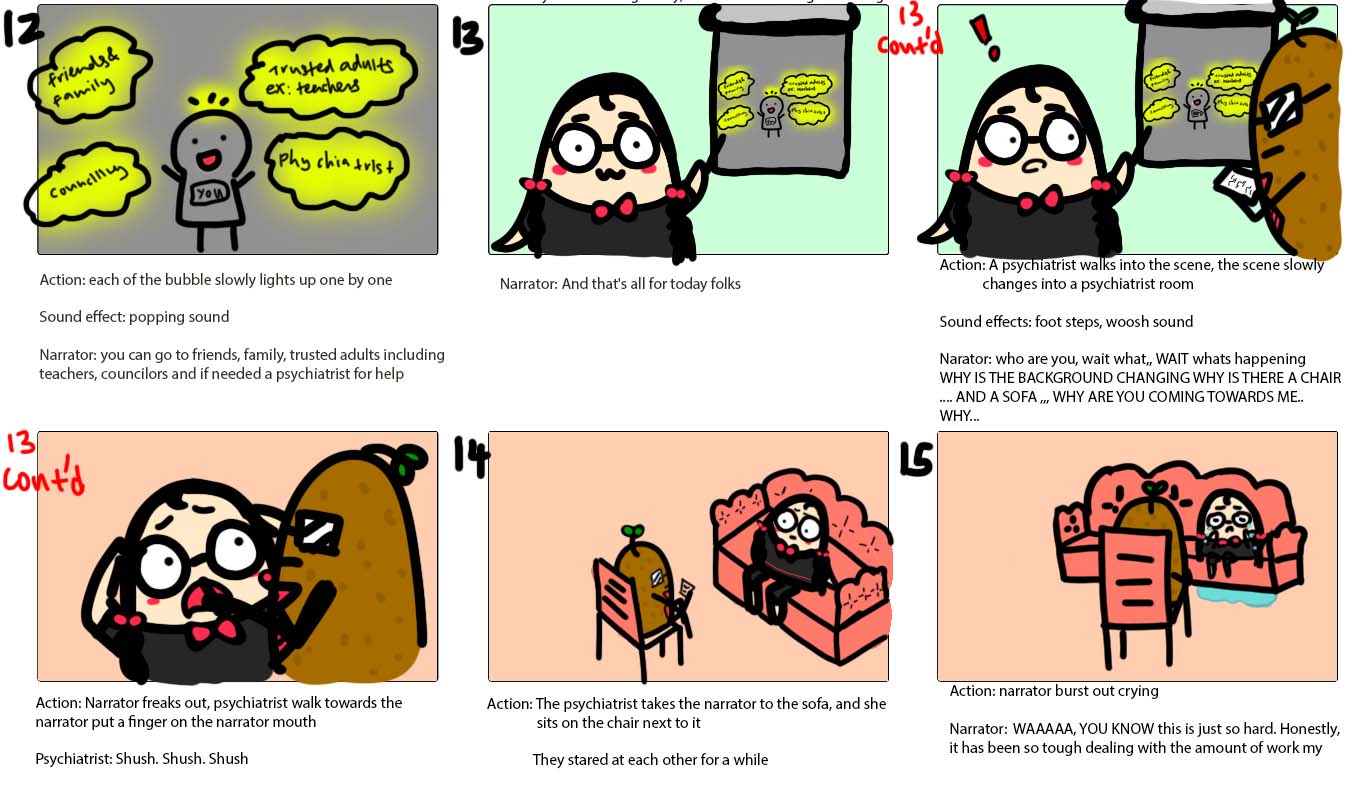 12
friends& family
Trusted adults
ex: teachers
councilling
Phychiatrist
YOU
Action: each of the bubble slowly lights up one by one
Sound effect: popping sound
Narrator: you can go to friends, family, trusted adults including
teachers, councilors and if needed a psychiatrist for help
13
Narrator: And that's all for today folks
13
Cont'd
Action: A psychiatrist walks into the scene, the scene slowly
changes into a psychiatrist room
Sound effects: foot steps, woosh sound
Narator: who are you, wait what,, WAIT whats happening
WHY IS THE BACKGROUND CHANGING WHY IS THERE A CHAIR
.... AND A SOFA ,,, WHY ARE YOU COMING TOWARDS ME..
WHY...
13
Cont'd
Action: Narrator freaks out, psychiatrist walk towards the
narrator put a finger on the narrator mouth
Psychiatrist: Shush. Shush. Shush
14
Action: The psychiatrist takes the narrator to the sofa, and she
sits on the chair next to it
They stared at each other for a while
15
Action: narrator burst out crying
Narrator: WAAAAA, YOU KNOW this is just so hard. Honestly,
it has been so tough dealing with the amount of work my